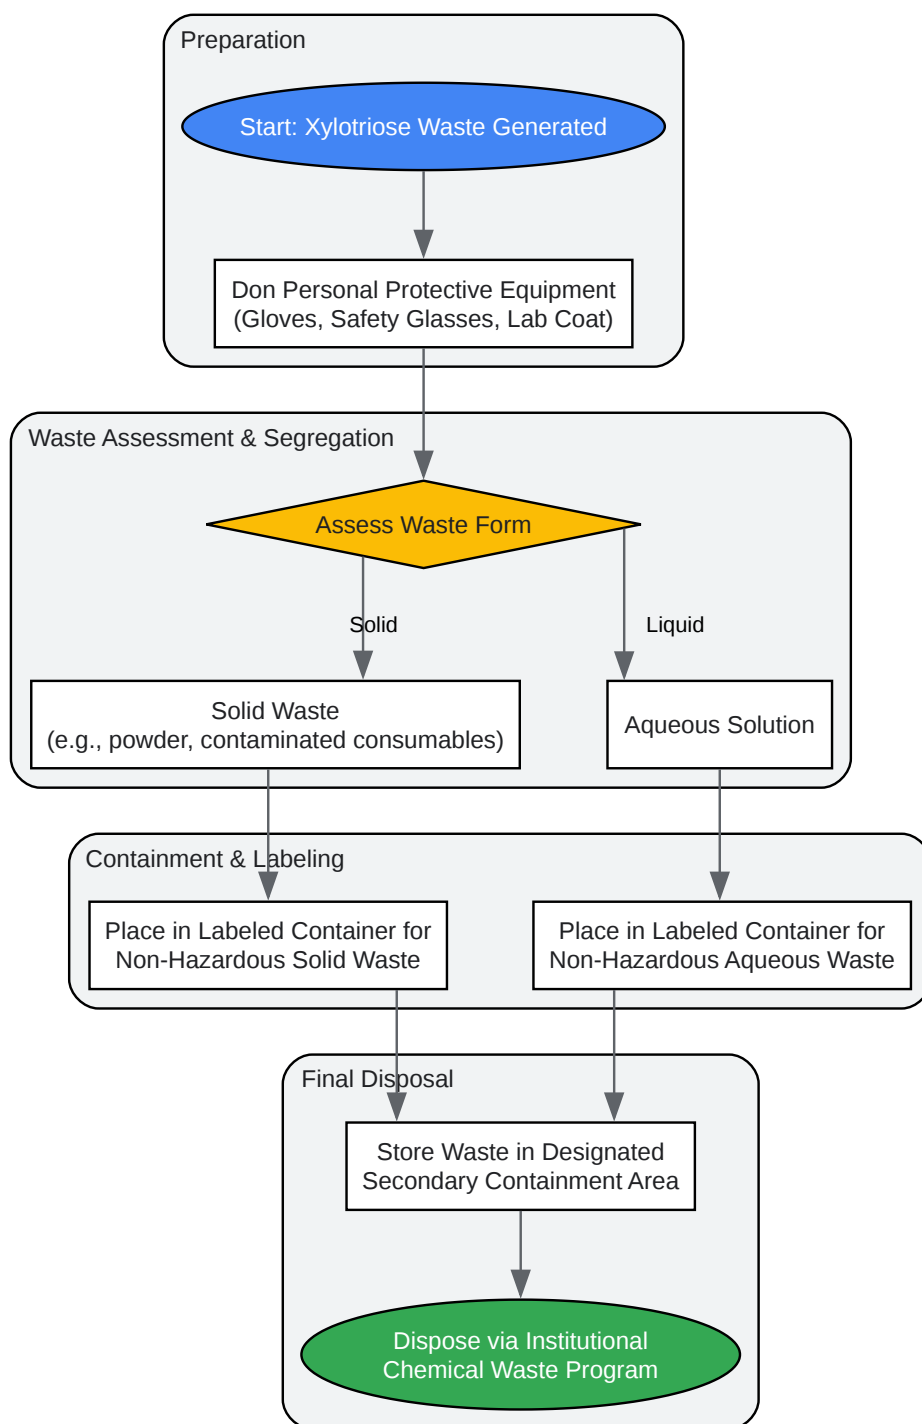 Preparation
Start: Xylotriose Waste Generated
Don Personal Protective Equipment
(Gloves, Safety Glasses, Lab Coat)
Waste Assessment & Segregation
Assess Waste Form
Solid
Liquid
Solid Waste
(e.g., powder, contaminated consumables)
Aqueous Solution
Containment & Labeling
Place in Labeled Container for
Non-Hazardous Solid Waste
Place in Labeled Container for
Non-Hazardous Aqueous Waste
Final Disposal
Store Waste in Designated
Secondary Containment Area
Dispose via Institutional
Chemical Waste Program